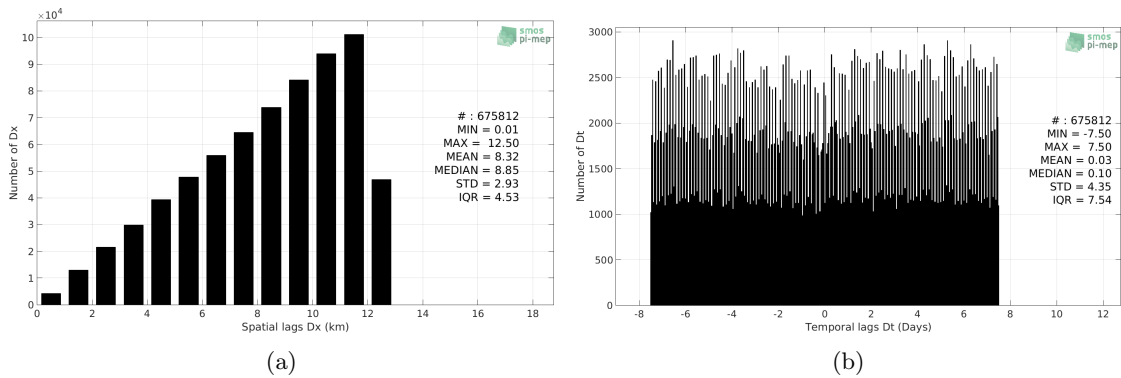 ×10⁴
10
9
8
7
6
5
4
3
2
1
0
Number of Dx
0 2 4 6 8 10 12 14 16 18
Spatial lags Dx (km)
smos
pi-mep
# : 675812
MIN = 0.01
MAX = 12.50
MEAN = 8.32
MEDIAN = 8.85
STD = 2.93
IQR = 4.53
(a)
3000
2500
2000
1500
1000
500
0
Number of Dt
-8 -6 -4 -2 0 2 4 6 8 10 12
Temporal lags Dt (Days)
smos
pi-mep
# : 675812
MIN = -7.50
MAX = 7.50
MEAN = 0.03
MEDIAN = 0.10
STD = 4.35
IQR = 7.54
(b)